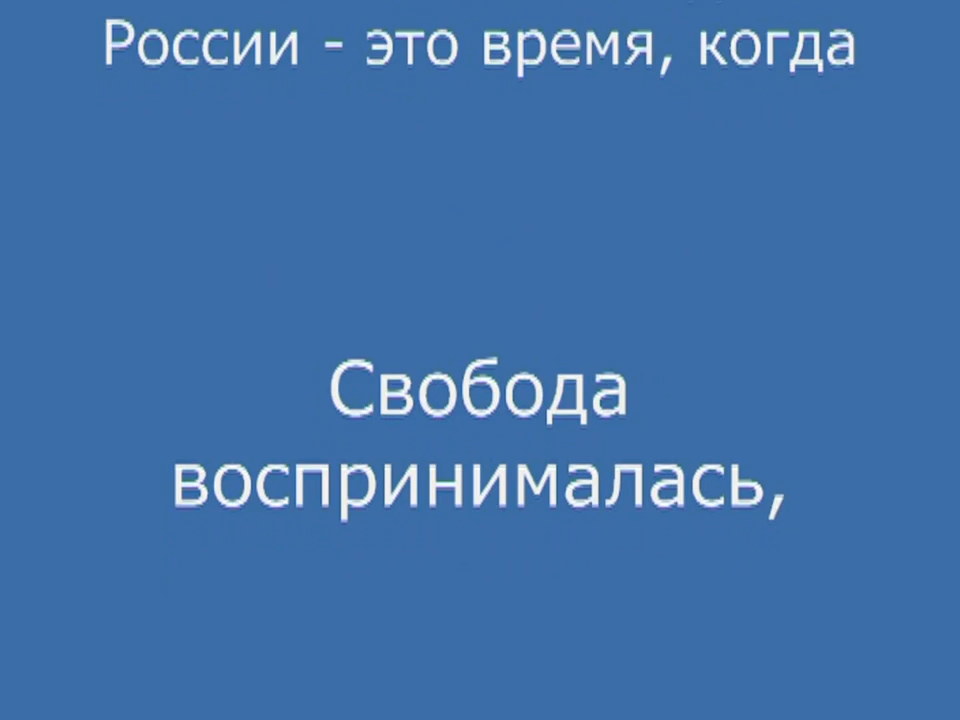 России - это время, когда
Свобода
воспринималась,